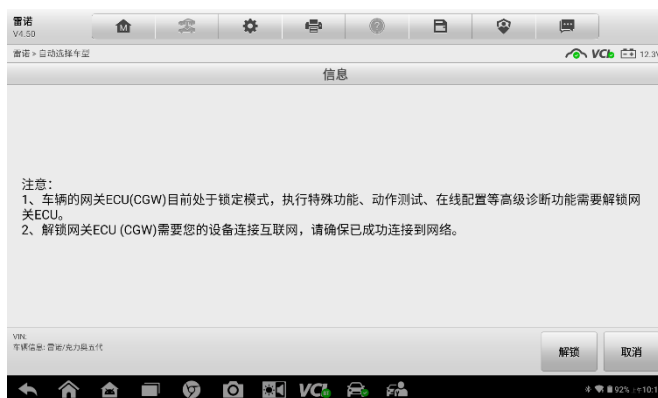 雷诺
V4.50
雷诺 > 自动选择车型
VCI 12.3V
信息
注意：
1、车辆的网关ECU(CGW)目前处于锁定模式，执行特殊功能、动作测试、在线配置等高级诊断功能需要解锁网
关ECU。
2、解锁网关ECU (CGW)需要您的设备连接互联网，请确保已成功连接到网络。
VIN:
车辆信息: 雷诺/克力奥五代
解锁
取消
VCI
92%